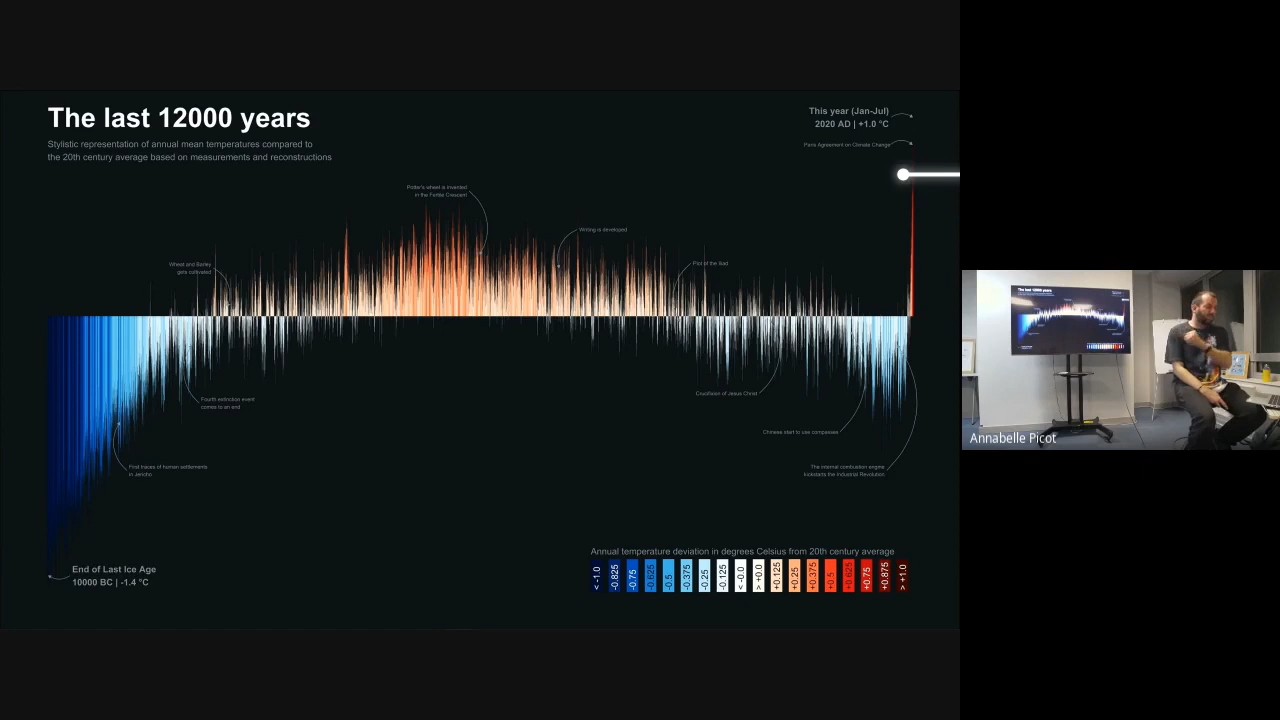 The last 12000 years
Stylistic representation of annual mean temperatures compared to
the 20th century average based on measurements and reconstructions
This year (Jan-Jul)
2020 AD | +1.0 °C
Paris Agreement on Climate Change
Potter's wheel is invented
in the Fertile Crescent
Writing is developed
Wheat and Barley
gets cultivated
Plot of the Iliad
Fourth extinction event
comes to an end
Crucifixion of Jesus Christ
Chinese start to use compasses
First traces of human settlements
in Jericho
The internal combustion engine
kickstarts the Industrial Revolution
End of Last Ice Age
10000 BC | -1.4 °C
Annual temperature deviation in degrees Celsius from 20th century average
< -1.0
-0.825
-0.75
-0.625
-0.5
-0.375
-0.25
-0.125
< -0.0
> +0.0
+0.125
+0.25
+0.375
+0.5
+0.625
+0.75
+0.875
> +1.0
The last 12000 years
Annabelle Picot